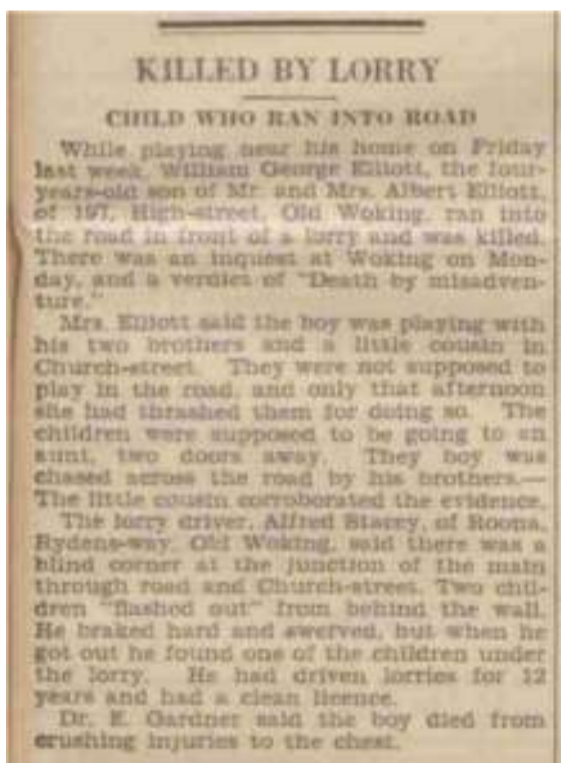 KILLED BY LORRY
CHILD WHO RAN INTO ROAD
While playing near his home on Friday
last week, William George Elliott, the four-
years-old son of Mr. and Mrs. Albert Elliott,
of 197, High-street, Old Woking, ran into
the road in front of a lorry and was killed.
There was an inquest at Woking on Mon-
day, and a verdict of "Death by misadven-
ture."
Mrs. Elliott said the boy was playing with
his two brothers and a little cousin in
Church-street. They were not supposed to
play in the road, and only that afternoon
she had thrashed them for doing so. The
children were supposed to be going to an
aunt, two doors away. They boy was
chased across the road by his brothers.—
The little cousin corroborated the evidence.
The lorry driver, Alfred Stacey, of Roona,
Rydens-way, Old Woking, said there was a
blind corner at the junction of the main
through road and Church-street. Two chil-
dren "flashed out" from behind the wall.
He braked hard and swerved, but when he
got out he found one of the children under
the lorry. He had driven lorries for 12
years and had a clean licence.
Dr. E. Gardner said the boy died from
crushing injuries to the chest.